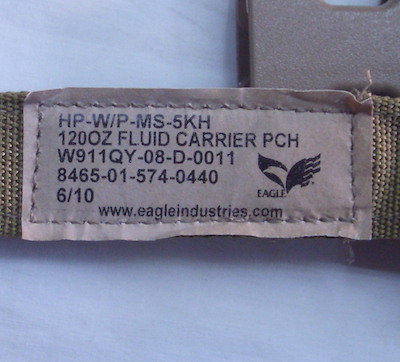 HP-W/P-MS-5KH
120OZ FLUID CARRIER PCH
W911QY-08-D-0011
8465-01-574-0440
EAGLE
6/10
www.eagleindustries.com